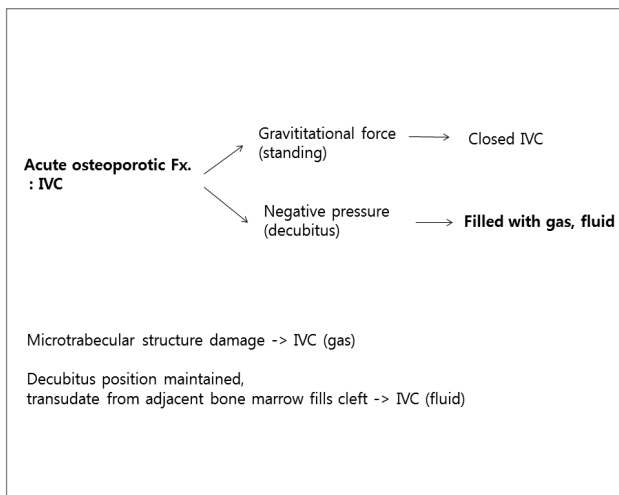 Gravititational force
(standing)
Closed IVC
Acute osteoporotic Fx.
: IVC
Negative pressure
(decubitus)
Filled with gas, fluid
Microtrabecular structure damage -> IVC (gas)
Decubitus position maintained,
transudate from adjacent bone marrow fills cleft -> IVC (fluid)